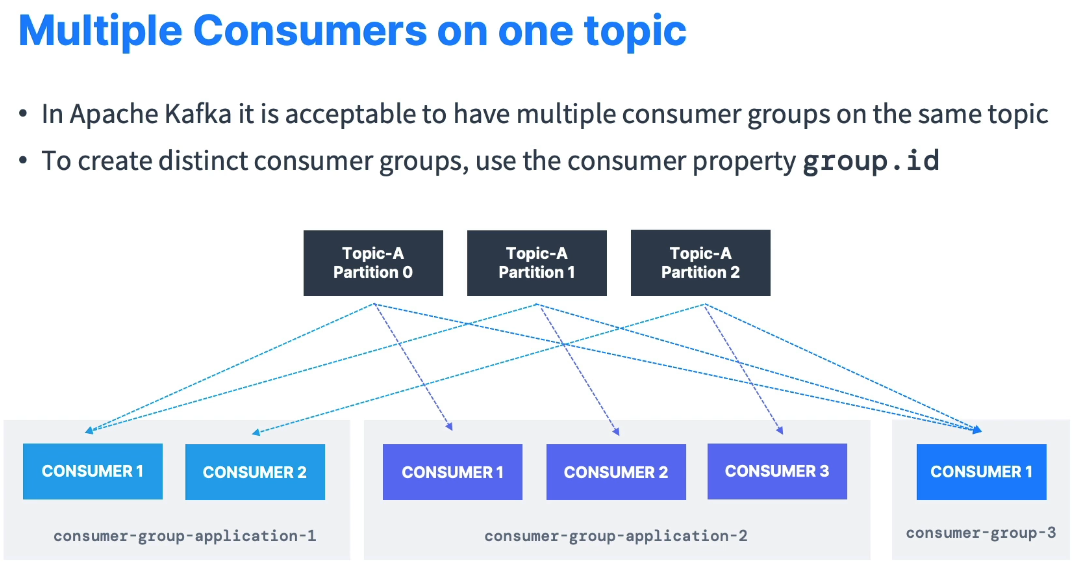 Multiple Consumers on one topic
• In Apache Kafka it is acceptable to have multiple consumer groups on the same topic
• To create distinct consumer groups, use the consumer property group.id
Topic-A
Partition 0
Topic-A
Partition 1
Topic-A
Partition 2
CONSUMER 1
CONSUMER 2
consumer-group-application-1
CONSUMER 1
CONSUMER 2
CONSUMER 3
consumer-group-application-2
CONSUMER 1
consumer-group-3